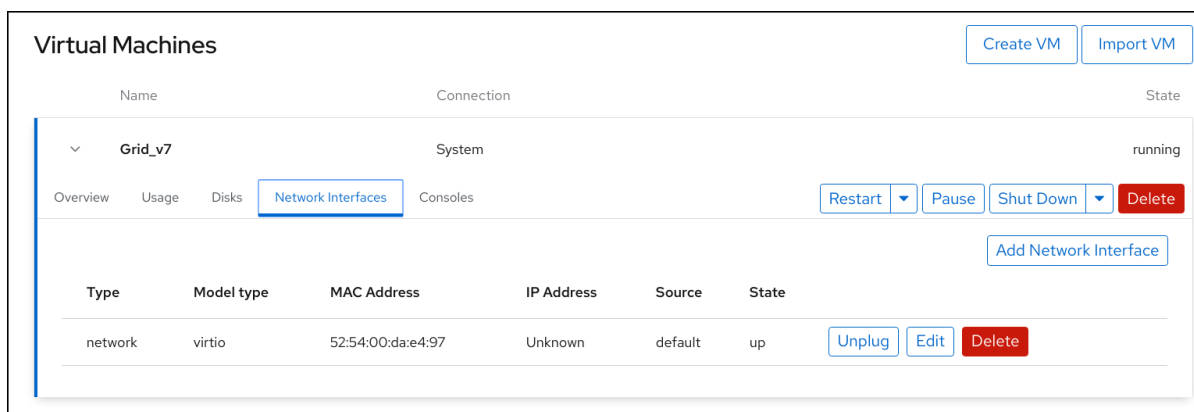 Virtual Machines
Create VM Import VM
Name Connection State
Grid_v7 System running
Overview Usage Disks Network Interfaces Consoles Restart Pause Shut Down Delete
Add Network Interface
Type Model type MAC Address IP Address Source State
network virtio 52:54:00:da:e4:97 Unknown default up Unplug Edit Delete